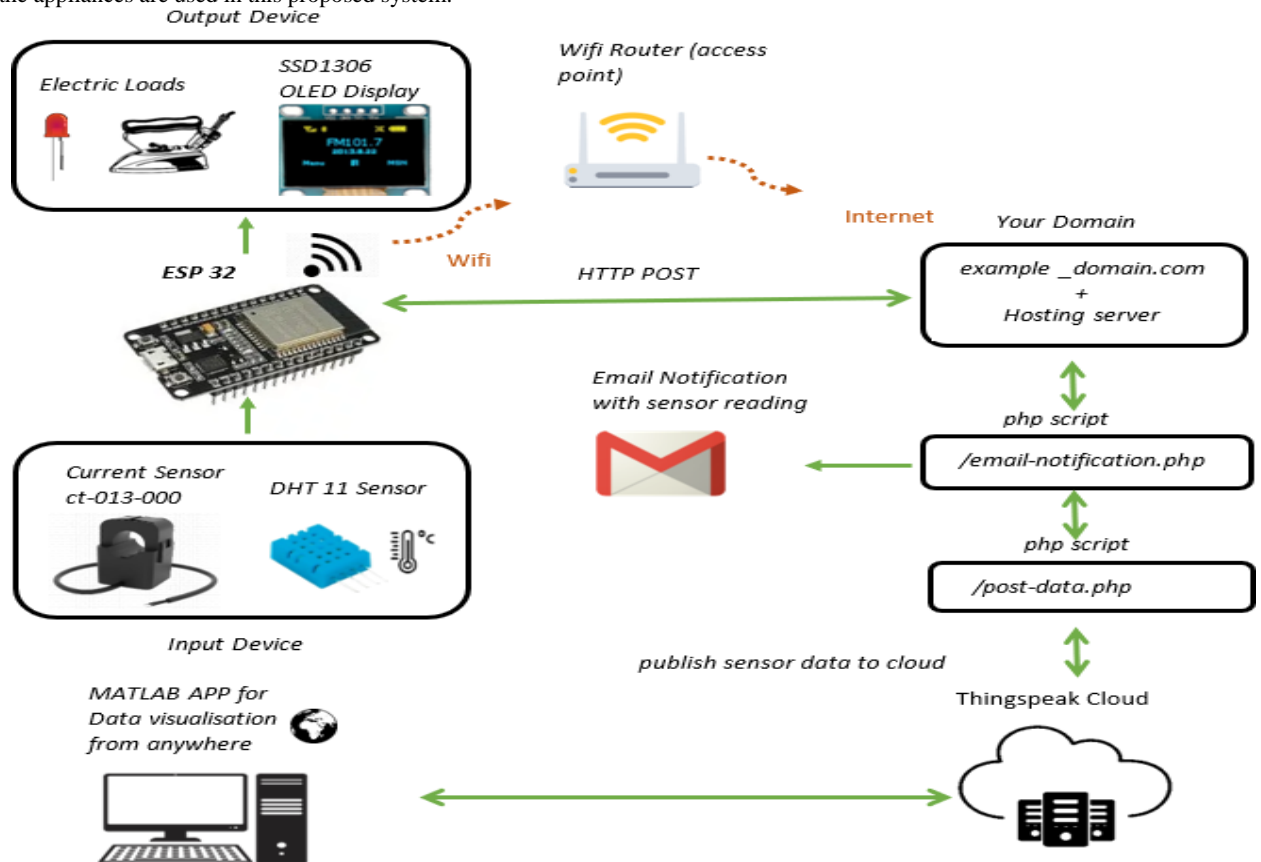 the appliances are used in this proposed system.
Output Device
Electric Loads
SSD1306
OLED Display
FM101.7
Menu
Wifi Router (access
point)
Wifi
Internet
ESP 32
HTTP POST
Your Domain
example _domain.com
+
Hosting server
Email Notification
with sensor reading
php script
/email-notification.php
php script
/post-data.php
Current Sensor
ct-013-000
DHT 11 Sensor
°c
Input Device
publish sensor data to cloud
Thingspeak Cloud
MATLAB APP for
Data visualisation
from anywhere